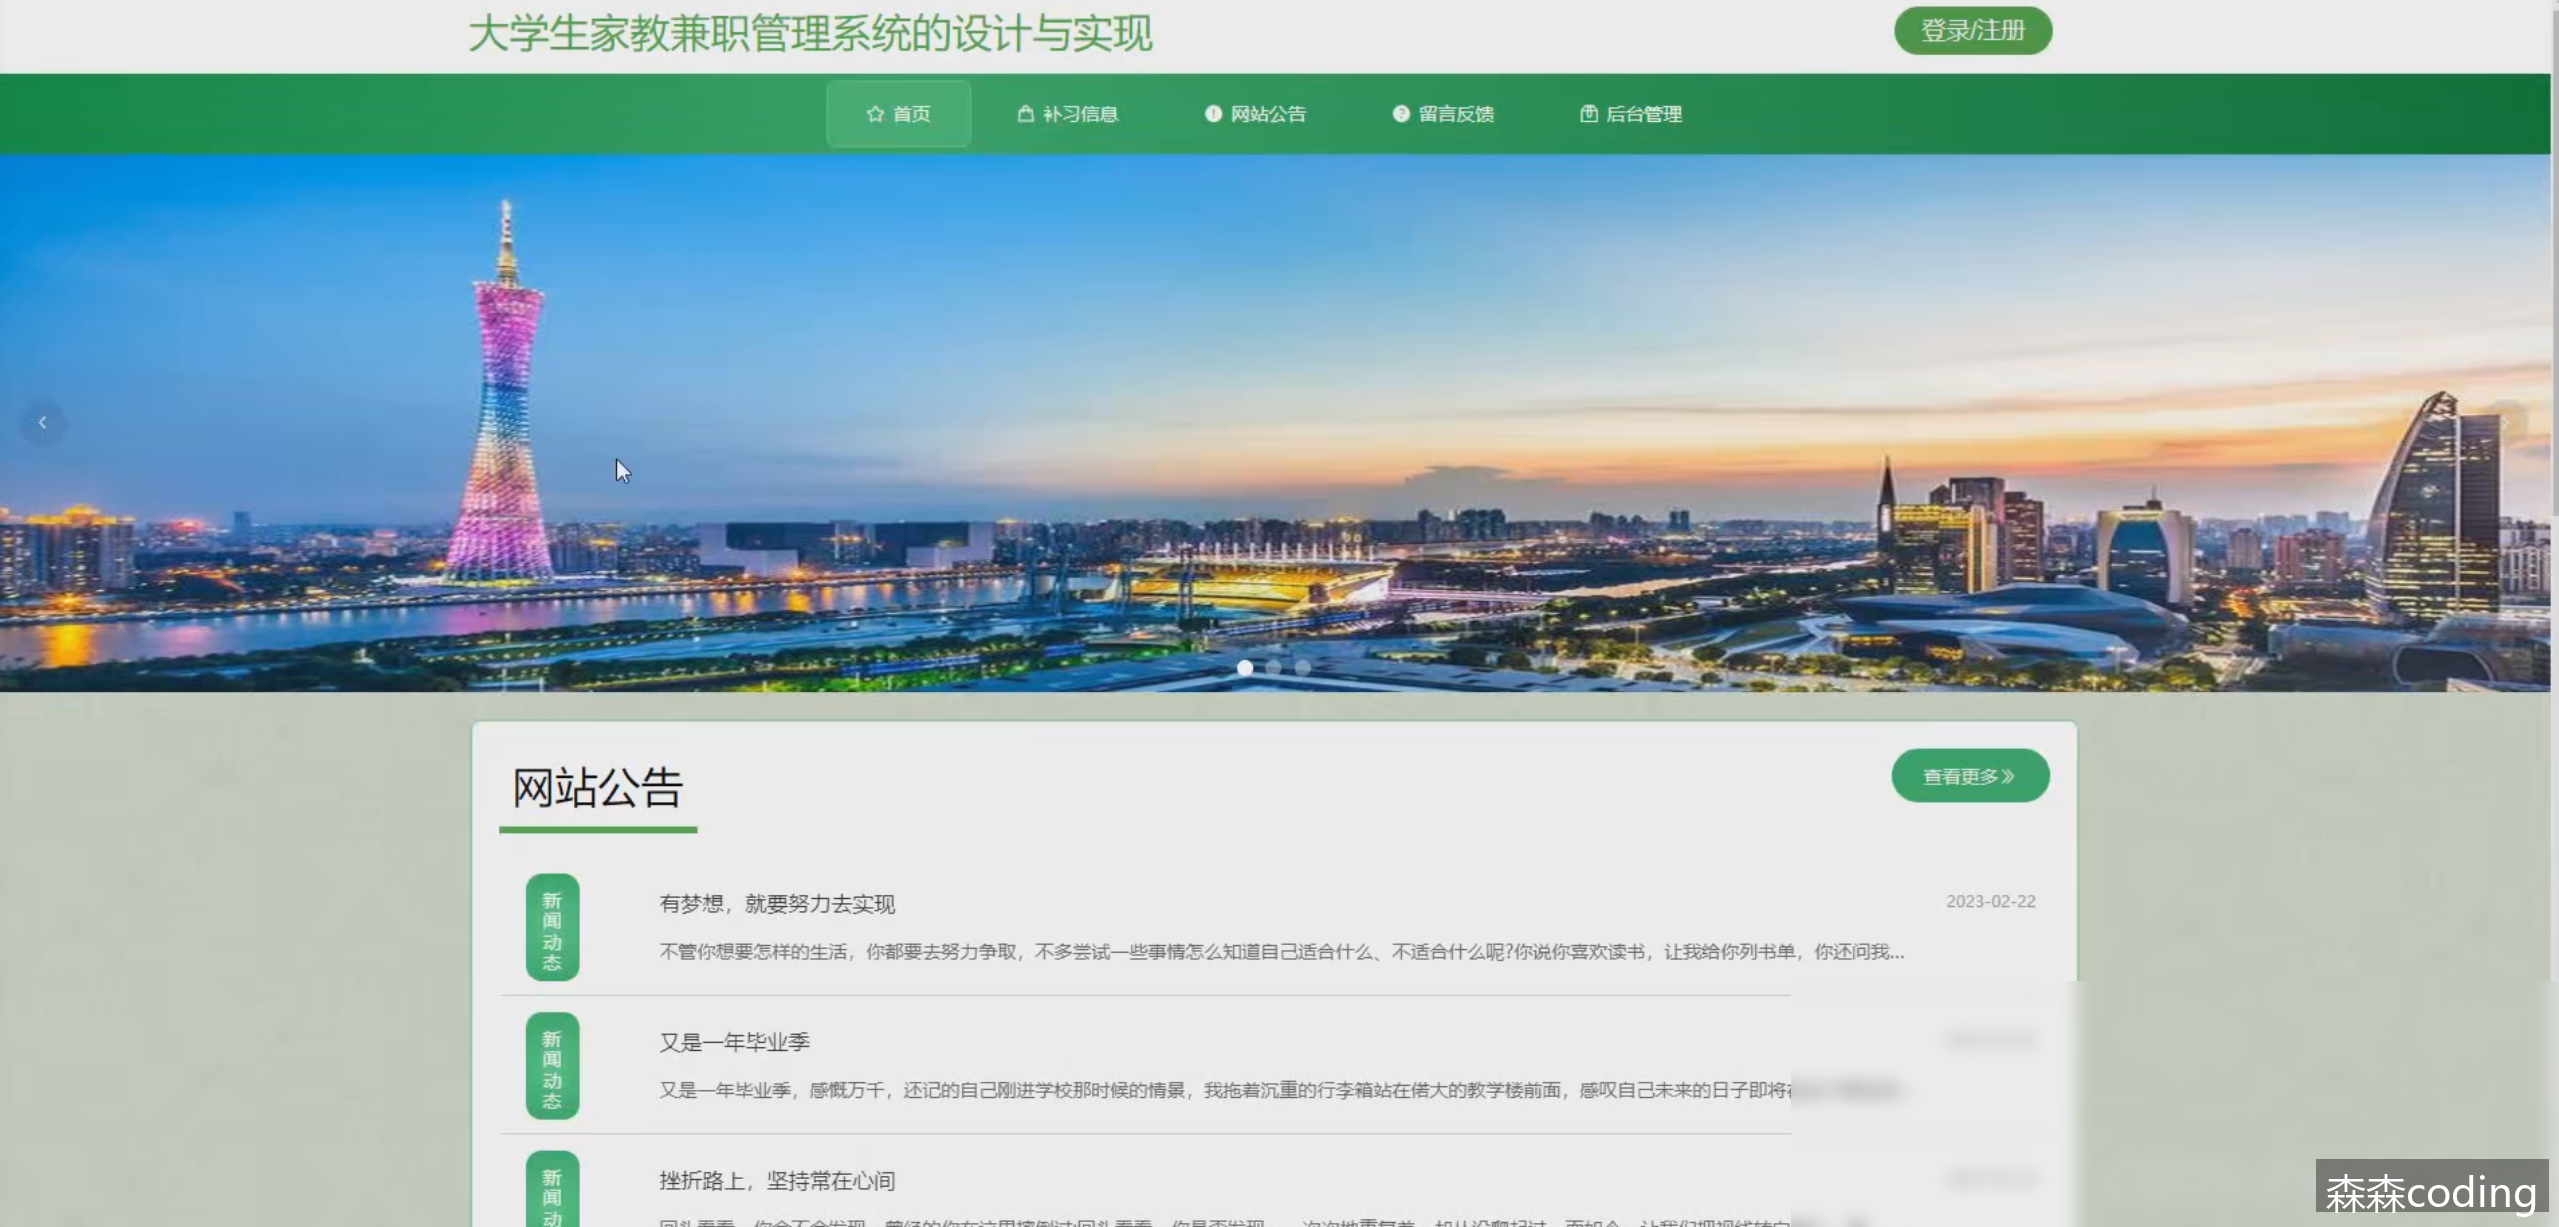 大学生家教兼职管理系统的设计与实现
登录/注册
首页 补习信息 网站公告 留言反馈 后台管理
网站公告
查看更多
新闻动态
有梦想，就要努力去实现
2023-02-22
不管你想要怎样的生活，你都要去努力争取，不多尝试一些事情怎么知道自己适合什么、不适合什么呢?你说你喜欢读书，让我给你列书单，你还问我...
新闻动态
又是一年毕业季
又是一年毕业季，感慨万千，还记的自己刚进学校那时候的情景，我拖着沉重的行李箱站在偌大的教学楼前面，感叹自己未来的日子即将
新闻动
挫折路上，坚持常在心间
森森coding